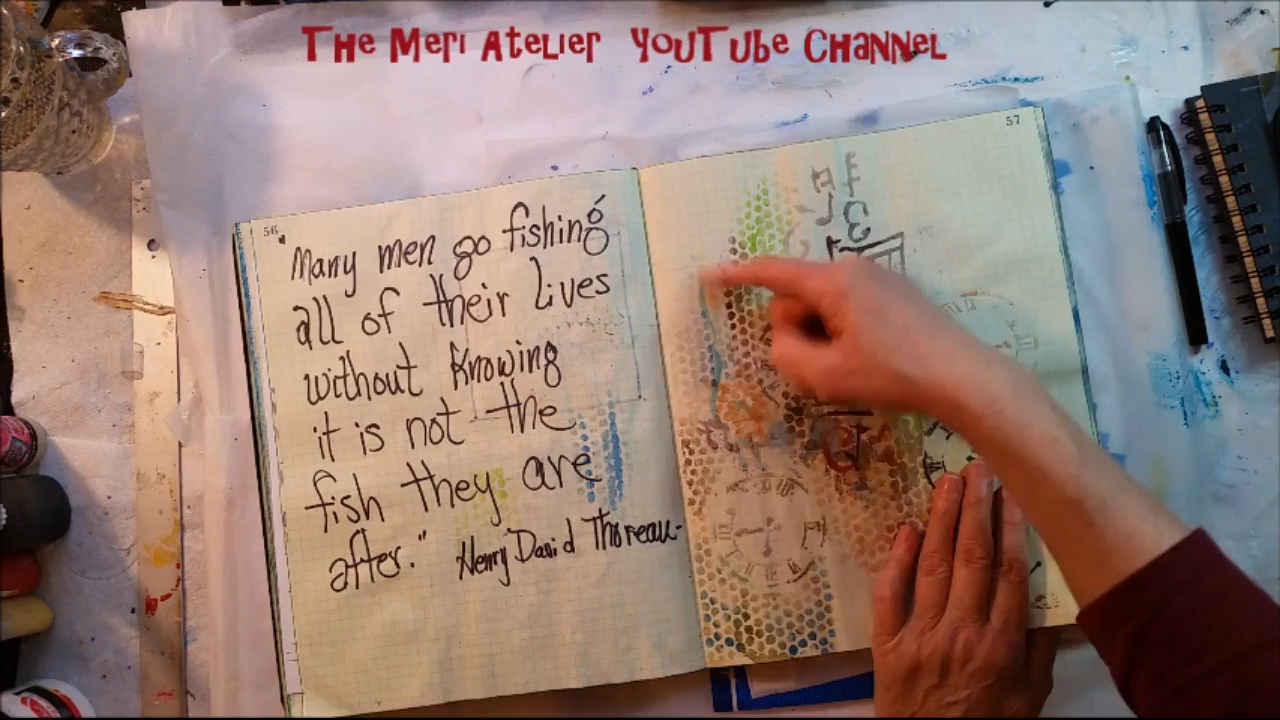 The Meri Atelier YouTube Channel
56
Many men go fishing
all of their lives
without knowing
it is not the
fish they are
after." Henry David Thoreau-
57